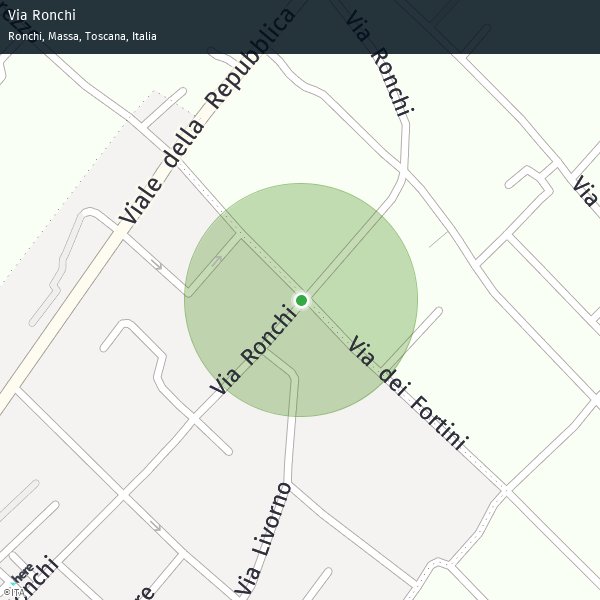 Via Ronchi
Ronchi, Massa, Toscana, Italia
Viale della Repubblica
Via Ronchi
Via
Via Ronchi
Via dei Fortini
Via Livorno
onchi
re
here
©ITA